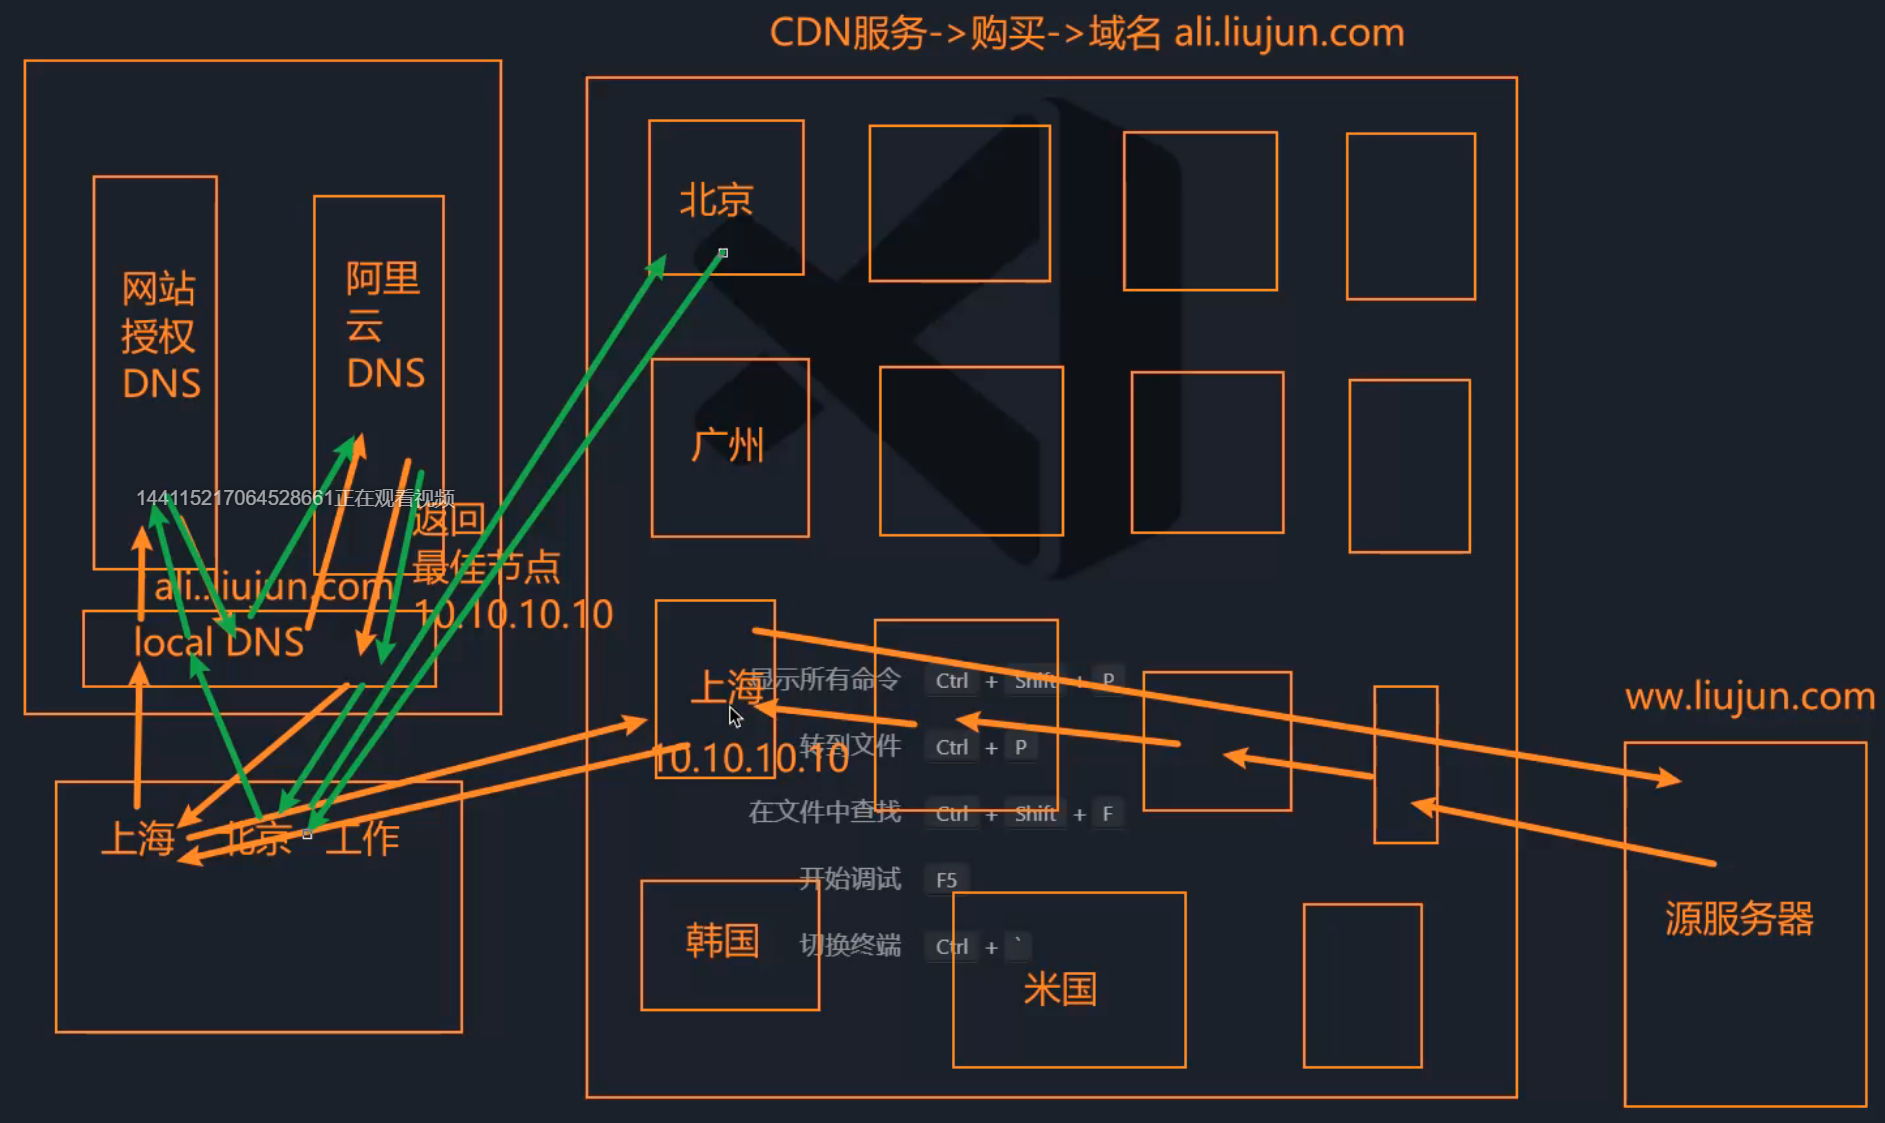 CDN服务->购买->域名 ali.liujun.com
网站
授权
DNS
阿里
云
DNS
144115217064528661正在观看视频
返回
最佳节点
10.10.10.10
ali..liujun.com
local DNS
上海 北京 工作
北京
广州
上海
10.10.10.10
韩国
米国
显示所有命令 Ctrl + Shift + P
转到文件 Ctrl + P
在文件中查找 Ctrl + Shift + F
开始调试 F5
切换终端 Ctrl + `
ww.liujun.com
源服务器